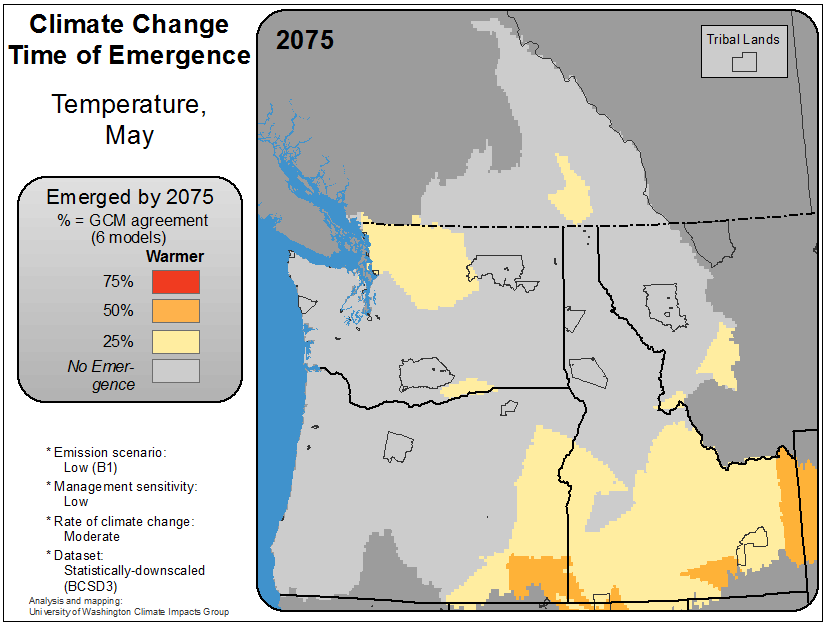 Climate Change
Time of Emergence
Temperature,
May
Emerged by 2075
% = GCM agreement
(6 models)
Warmer
75%
50%
25%
No Emer-
gence
* Emission scenario:
Low (B1)
* Management sensitivity:
Low
* Rate of climate change:
Moderate
* Dataset:
Statistically-downscaled
(BCSD3)
Analysis and mapping:
University of Washington Climate Impacts Group
2075
Tribal Lands